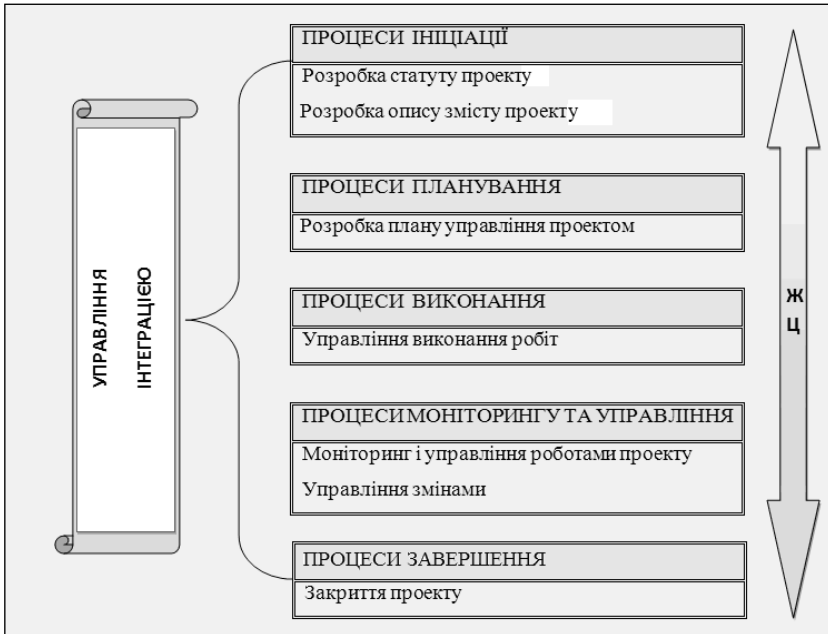 УПРАВЛІННЯ
ІНТЕГРАЦІЄЮ
ПРОЦЕСИ ІНІЦІАЦІЇ
Розробка статуту проекту
Розробка опису змісту проекту
ПРОЦЕСИ ПЛАНУВАННЯ
Розробка плану управління проектом
ПРОЦЕСИ ВИКОНАННЯ
Управління виконання робіт
ПРОЦЕСИ МОНІТОРИНГУ ТА УПРАВЛІННЯ
Моніторинг і управління роботами проекту
Управління змінами
ПРОЦЕСИ ЗАВЕРШЕННЯ
Закриття проекту
Ж
Ц